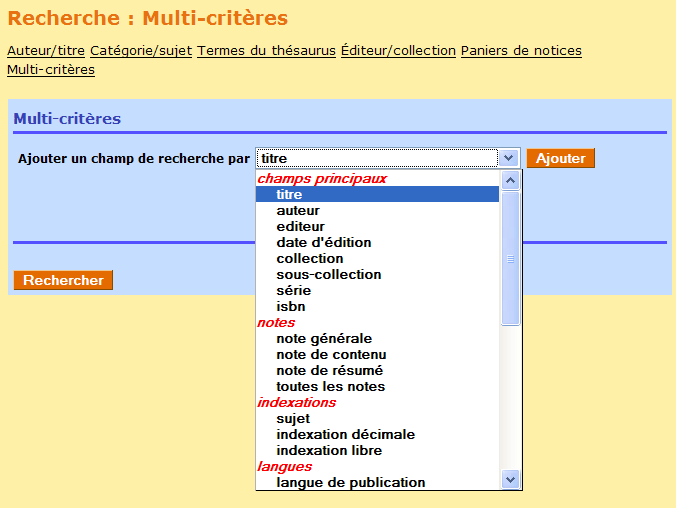 Recherche : Multi-critères
Auteur/titre Catégorie/sujet Termes du thésaurus Éditeur/collection Paniers de notices
Multi-critères
Multi-critères
Ajouter un champ de recherche par titre Ajouter
champs principaux
titre
auteur
editeur
date d'édition
collection
sous-collection
Rechercher
série
isbn
notes
note générale
note de contenu
note de résumé
toutes les notes
indexations
sujet
indexation décimale
indexation libre
langues
langue de publication